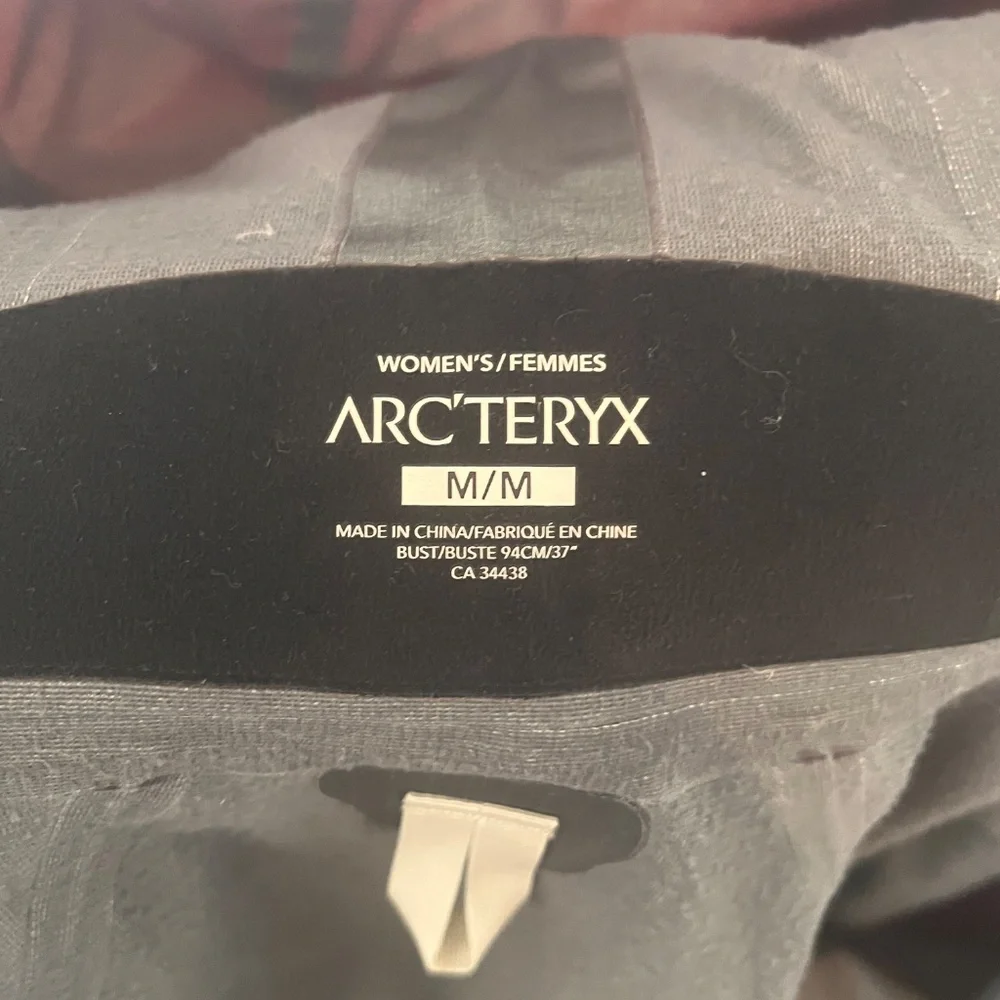 WOMEN'S/FEMMES
ARC'TERYX
M/M
MADE IN CHINA/FABRIQUÉ EN CHINE
BUST/BUSTE 94CM/37"
CA 34438